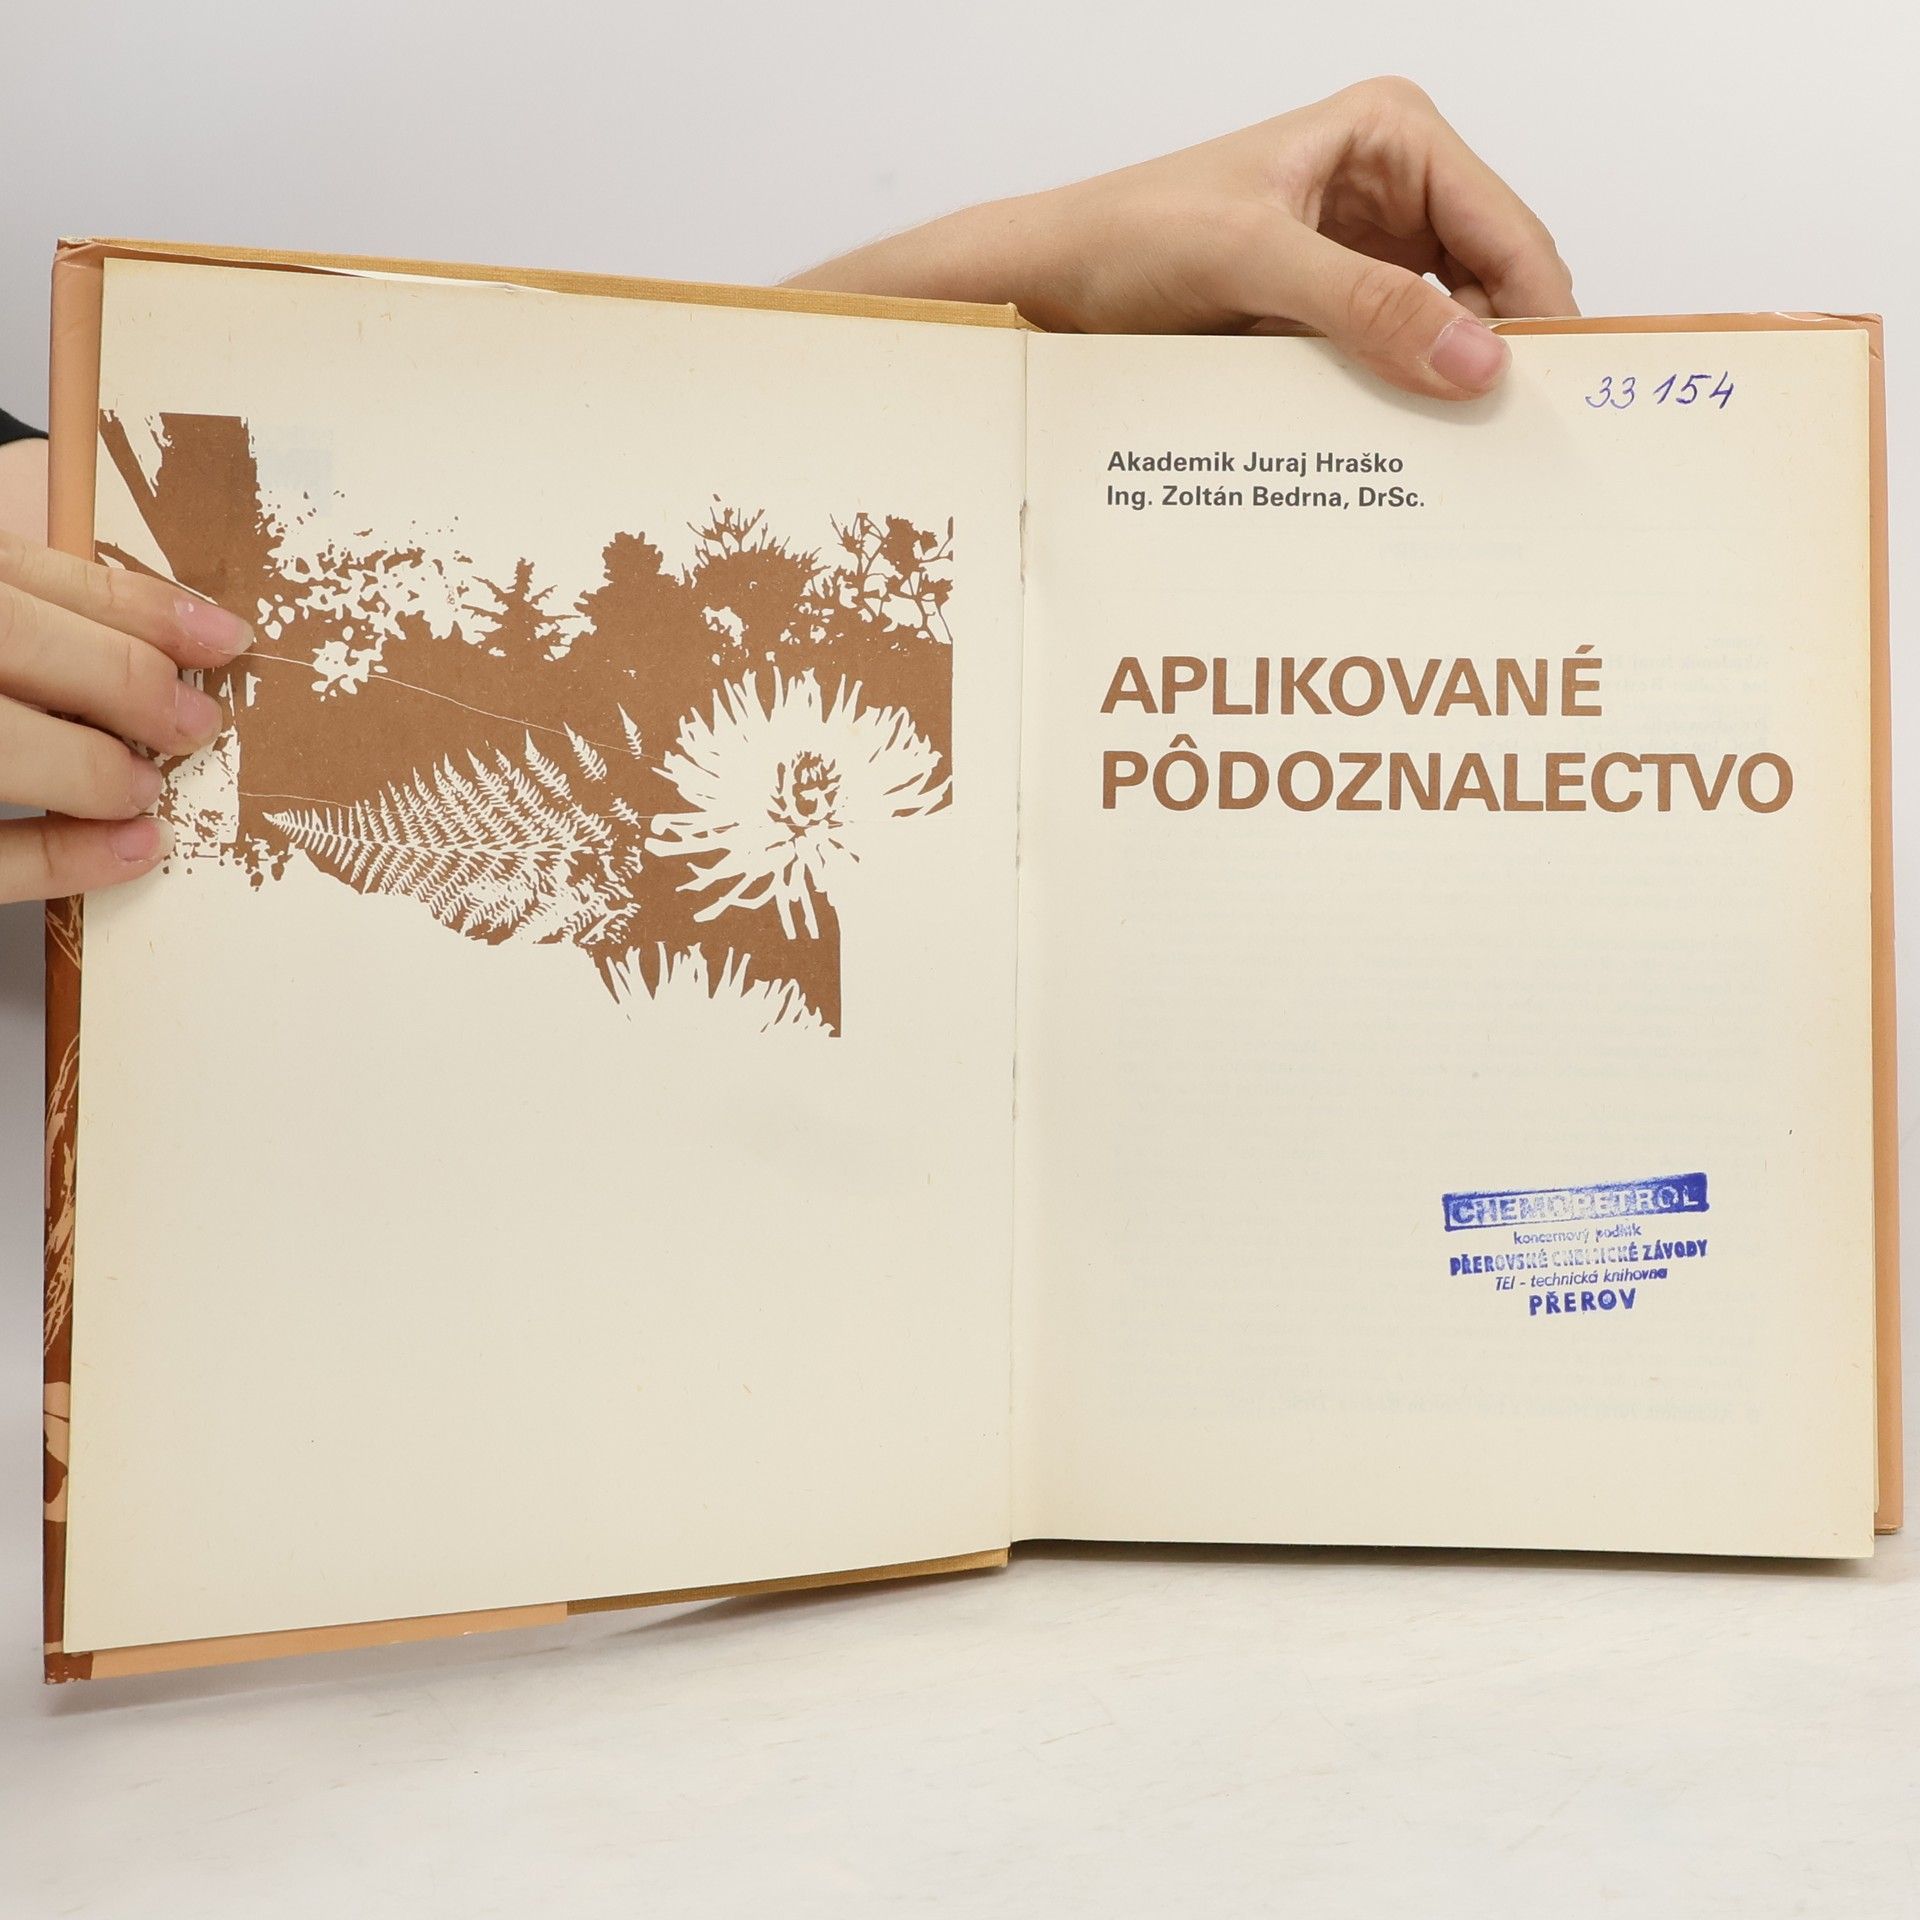 33 154
Akademik Juraj Hraško
Ing. Zoltán Bedrna, DrSc.
APLIKOVANÉ
PÔDOZNALECTVO
CHEMOPETROL
koncernový podnik
PŘEROVSKÉ CHEMICKÉ ZÁVODY
TEI - technická knihovna
PŘEROV